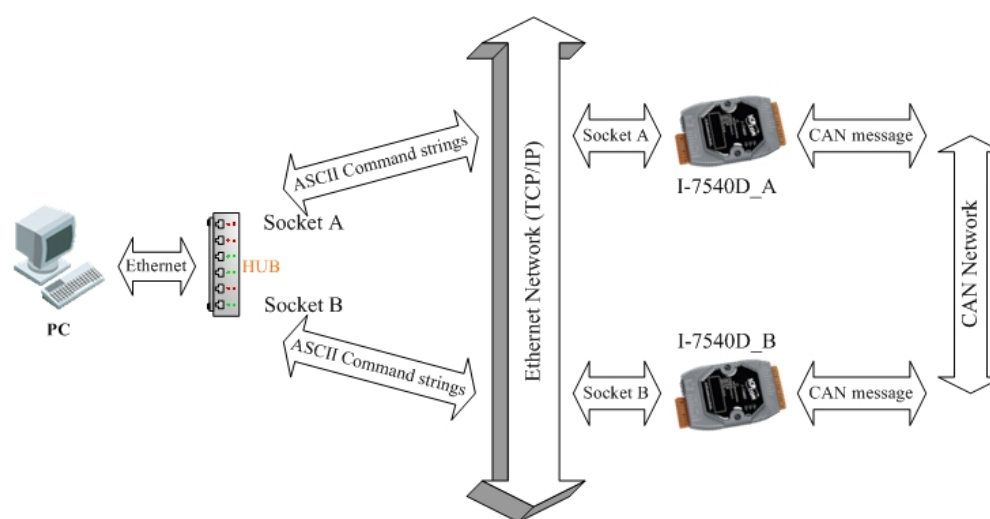 ASCII Command strings
Socket A
Ethernet
HUB
PC
Socket B
ASCII Command strings
Ethernet Network (TCP/IP)
Socket A
I-7540D_A
CAN message
I-7540D_B
Socket B
CAN message
CAN Network